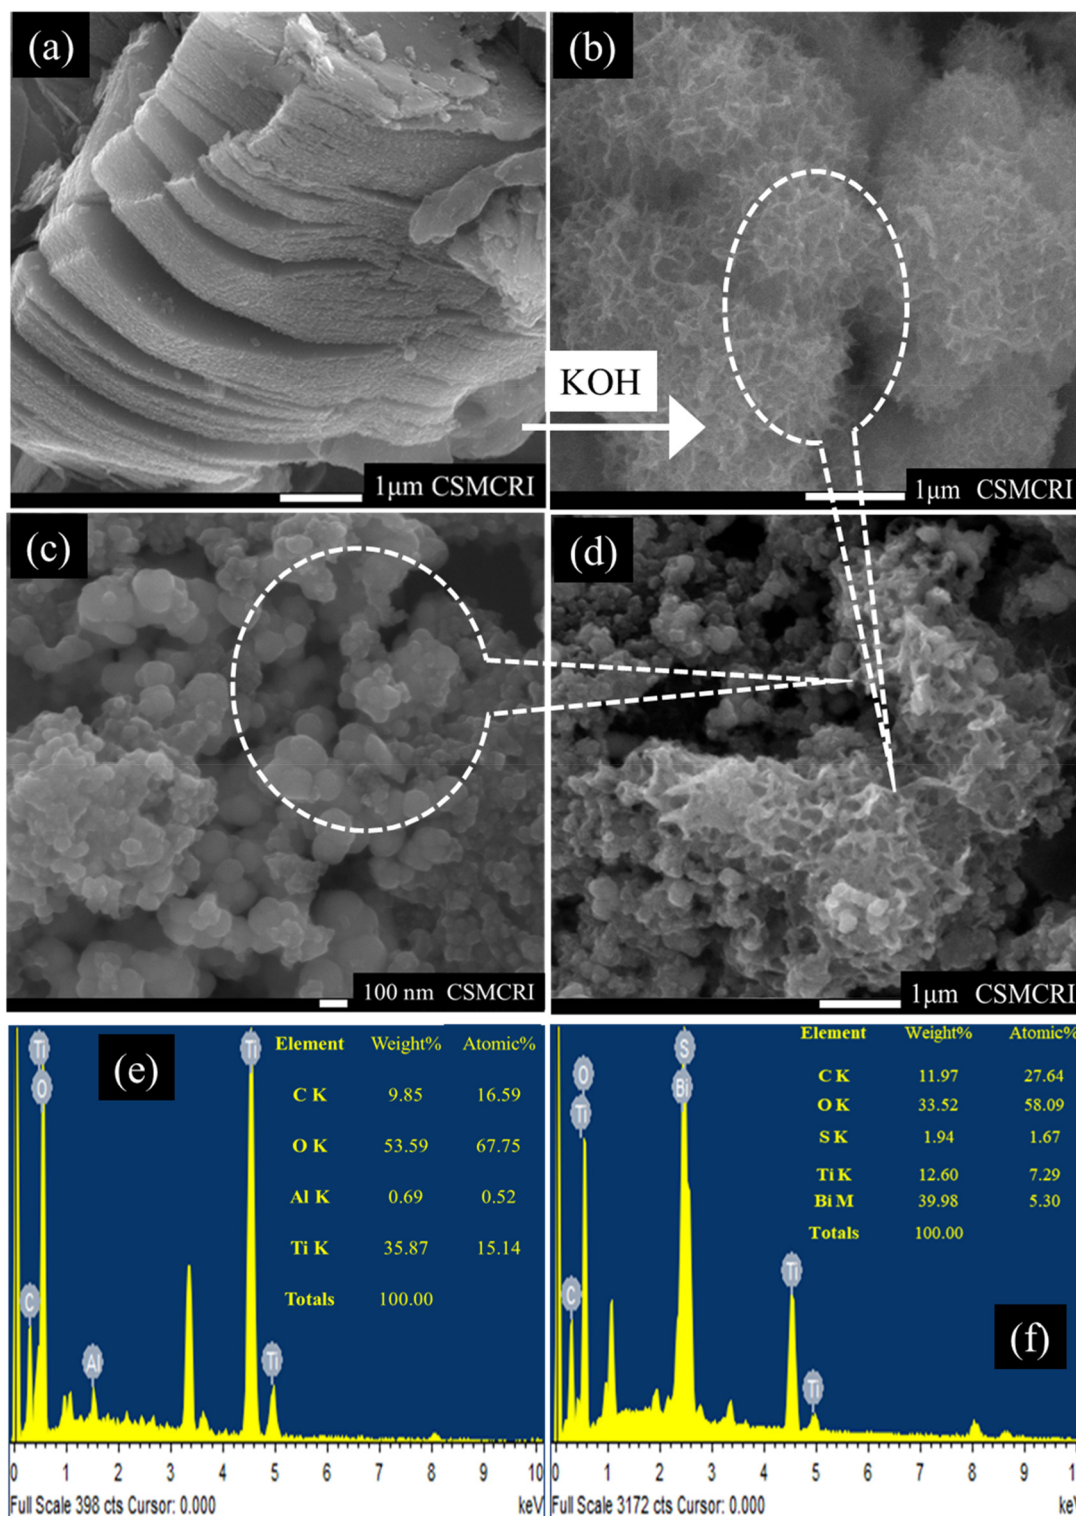 (a)
(b)
KOH
1μm CSMCRI
1μm CSMCRI
(c)
(d)
100 nm CSMCRI
1μm CSMCRI
(e)
Element Weight% Atomic%
C K 9.85 16.59
O K 53.59 67.75
Al K 0.69 0.52
Ti K 35.87 15.14
Totals 100.00
Ti
O
C
Al
Ti
Ti
0 1 2 3 4 5 6 7 8 9 10
Full Scale 398 cts Cursor: 0.000 keV
Element Weight% Atomic%
C K 11.97 27.64
O K 33.52 58.09
S K 1.94 1.67
Ti K 12.60 7.29
Bi M 39.98 5.30
Totals 100.00
(f)
O
Ti
C
S
Bi
Ti
Ti
0 1 2 3 4 5 6 7 8 9 1
Full Scale 3172 cts Cursor: 0.000 ke